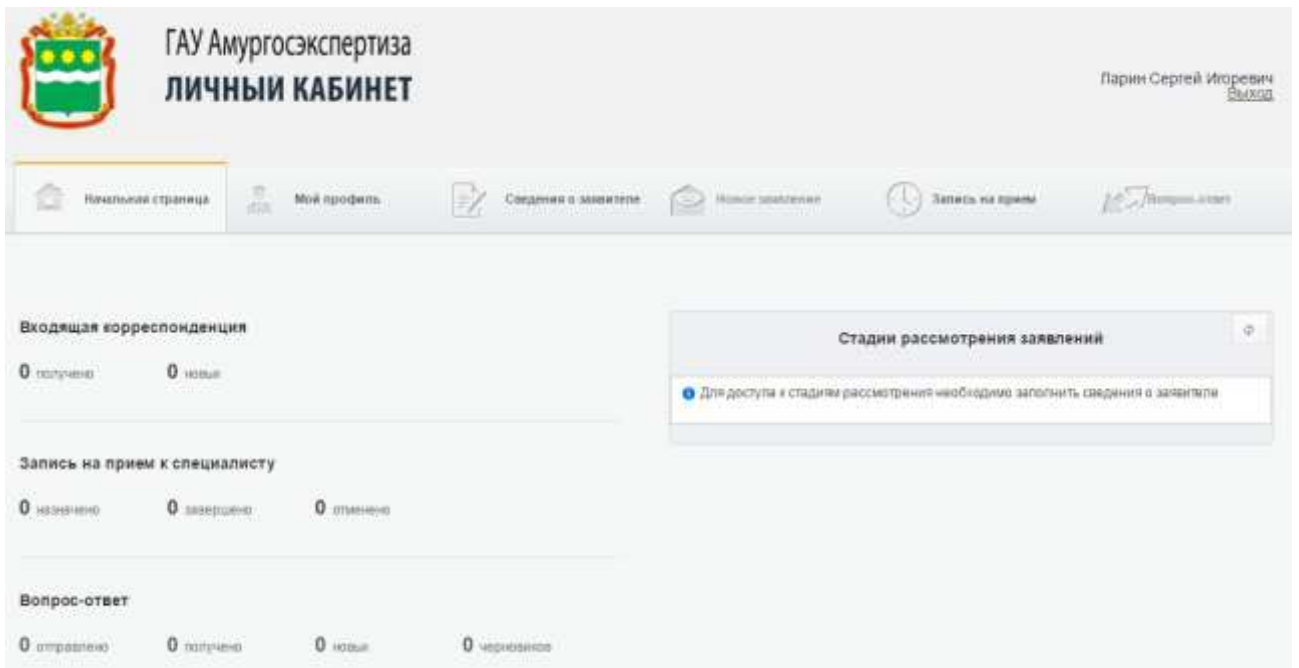 ГАУ Амургосэкспертиза
ЛИЧНЫЙ КАБИНЕТ
Ларин Сергей Игоревич
Выход
Начальная страница
Мой профиль
Сведения о заявителе
Новое заявление
Запись на прием
Вопрос-ответ
Входящая корреспонденция
0 получено 0 новых
Стадии рассмотрения заявлений
Для доступа к стадиям рассмотрения необходимо заполнить сведения о заявителе
Запись на прием к специалисту
0 назначено 0 завершено 0 отменено
Вопрос-ответ
0 отправлено 0 получено 0 новых 0 черновиков